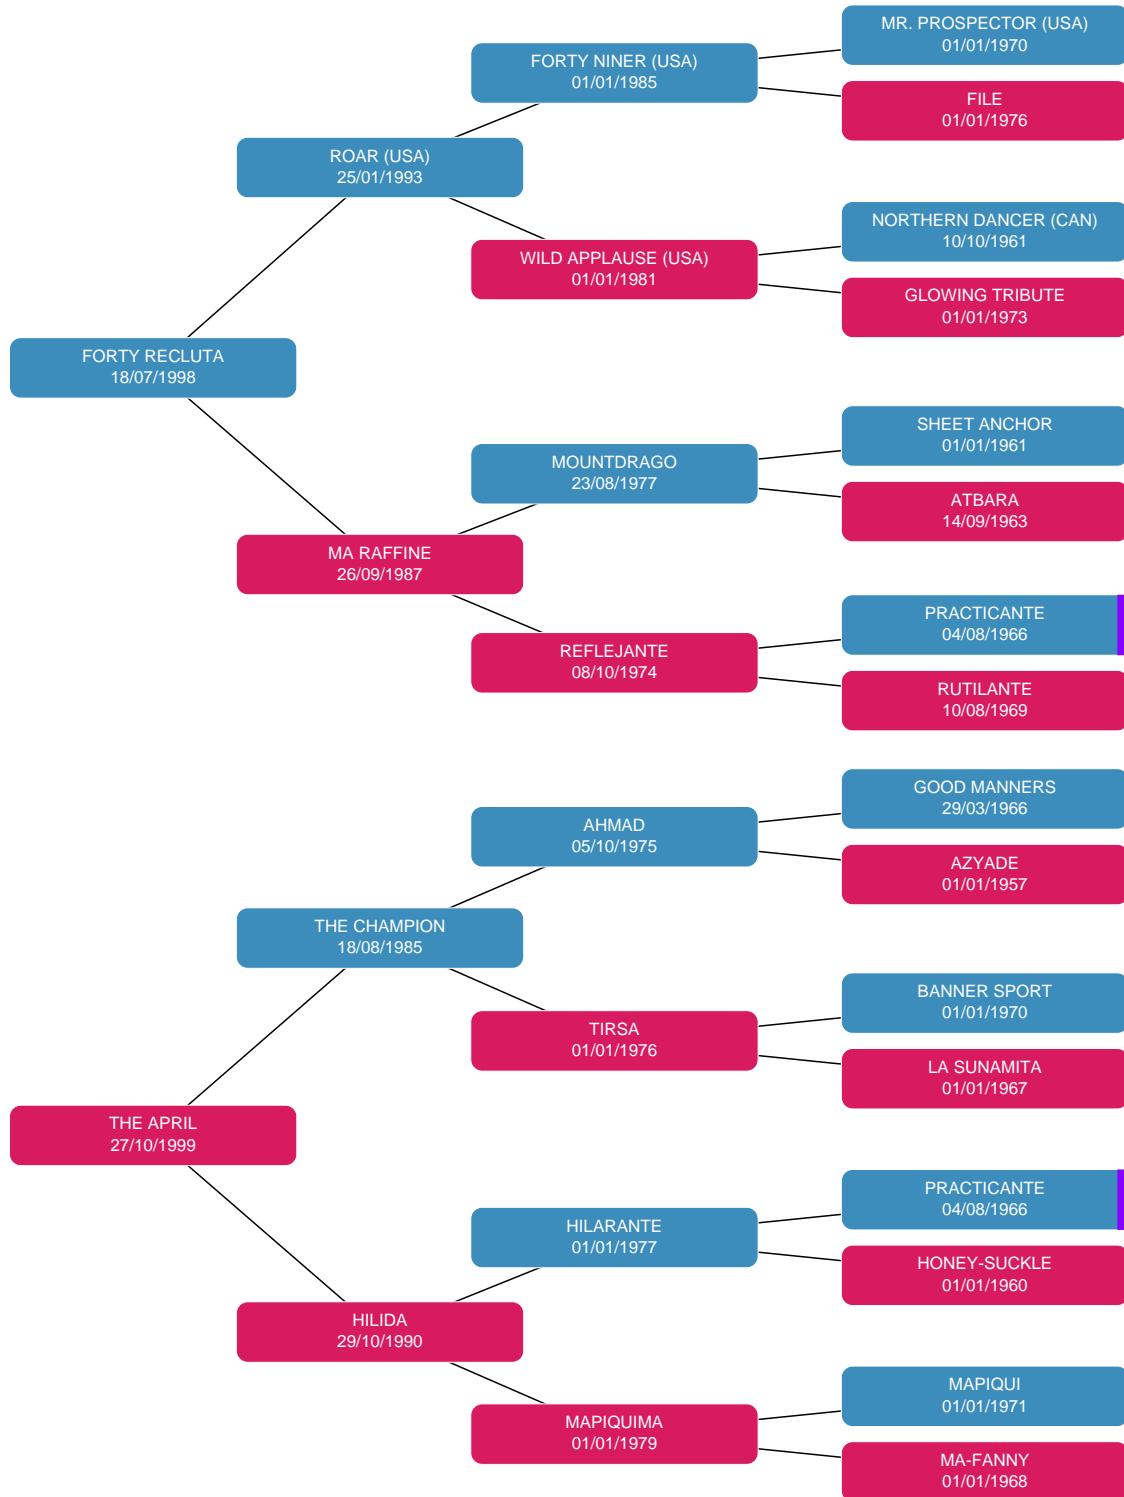 MR. PROSPECTOR (USA)
01/01/1970
FORTY NINER (USA)
01/01/1985
FILE
01/01/1976
ROAR (USA)
25/01/1993
NORTHERN DANCER (CAN)
10/10/1961
WILD APPLAUSE (USA)
01/01/1981
GLOWING TRIBUTE
01/01/1973
FORTY RECLUTA
18/07/1998
SHEET ANCHOR
01/01/1961
MOUNTDRAGO
23/08/1977
ATBARA
14/09/1963
MA RAFFINE
26/09/1987
PRACTICANTE
04/08/1966
REFLEJANTE
08/10/1974
RUTILANTE
10/08/1969
GOOD MANNERS
29/03/1966
AHMAD
05/10/1975
AZYADE
01/01/1957
THE CHAMPION
18/08/1985
BANNER SPORT
01/01/1970
TIRSA
01/01/1976
LA SUNAMITA
01/01/1967
THE APRIL
27/10/1999
PRACTICANTE
04/08/1966
HILARANTE
01/01/1977
HONEY-SUCKLE
01/01/1960
HILIDA
29/10/1990
MAPIQUI
01/01/1971
MAPIQUIMA
01/01/1979
MA-FANNY
01/01/1968